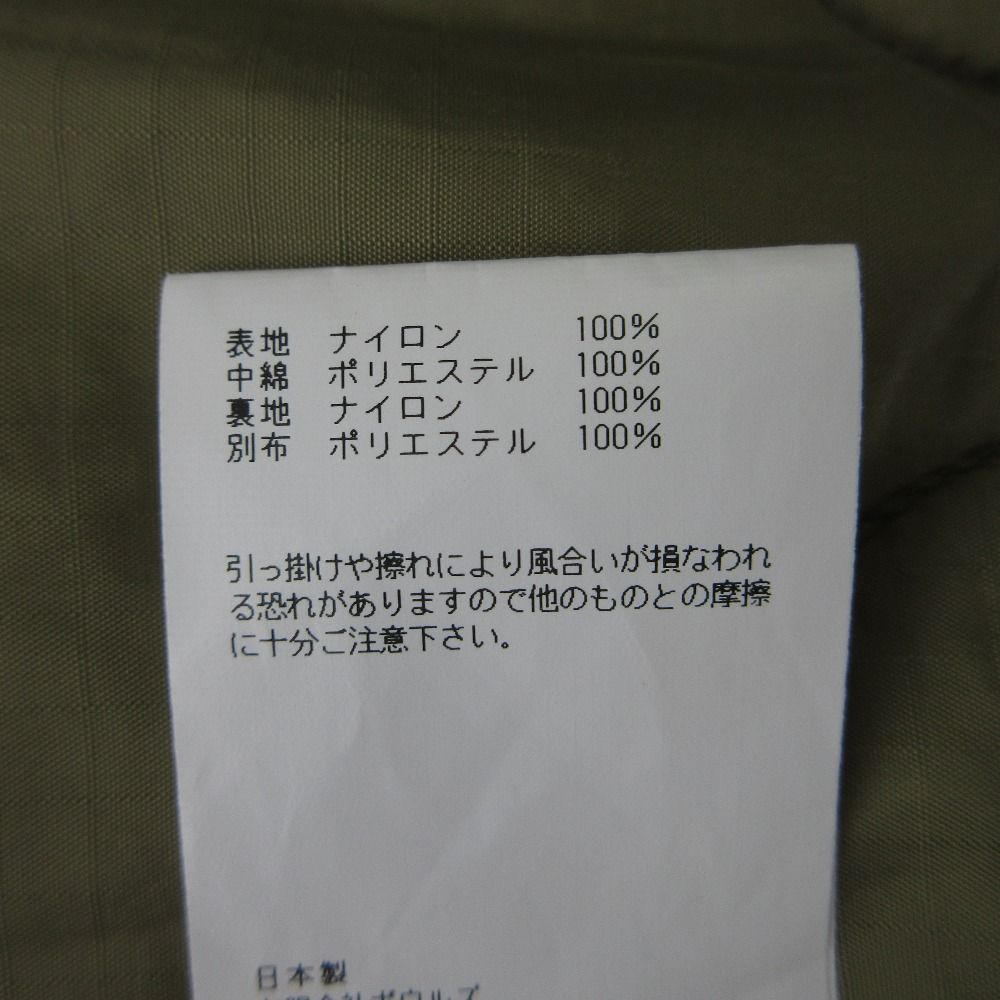 表地 ナイロン 100%
中綿 ポリエステル 100%
裏地 ナイロン 100%
別布 ポリエステル 100%
引っ掛けや擦れにより風合いが損なわれ
る恐れがありますので他のものとの摩擦
に十分ご注意下さい。
日本製